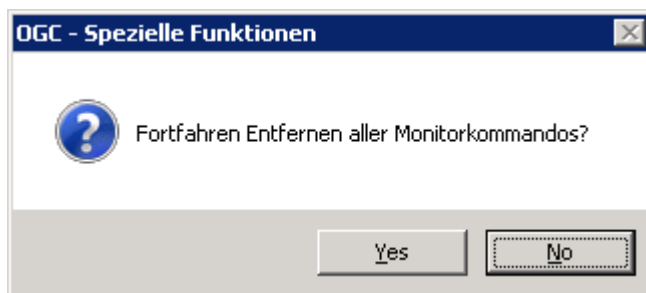 OGC - Spezielle Funktionen
Fortfahren Entfernen aller Monitorkommandos?
Yes No